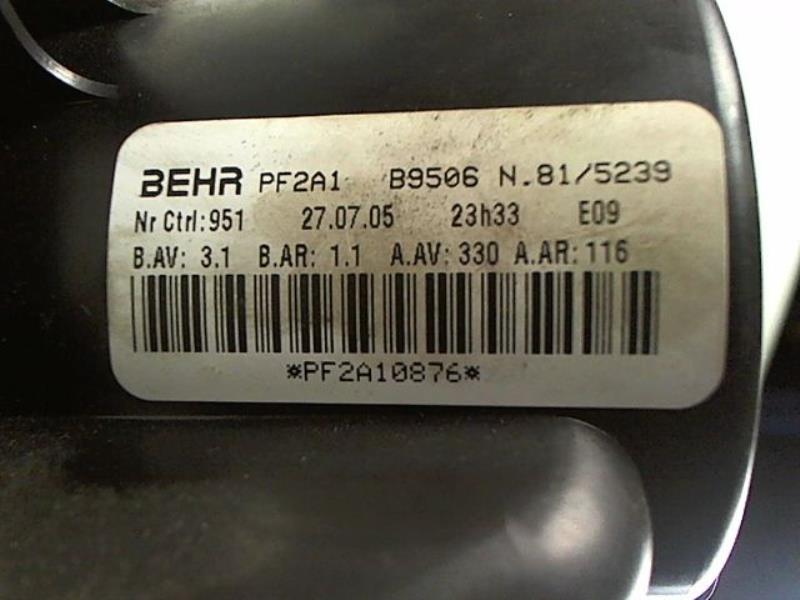 BEHR PF2A1 B9506 N.81/5239
Nr Ctrl:951 27.07.05 23h33 E09
B.AV: 3.1 B.AR: 1.1 A.AV: 330 A.AR: 116
*PF2A10876*